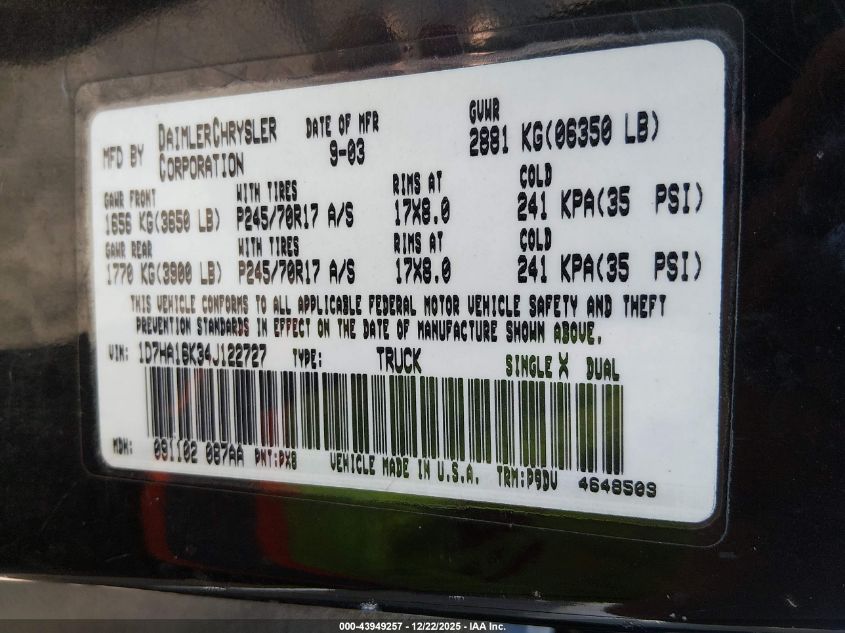 MFD BY DAIMLERCHRYSLER CORPORATION DATE OF MFR 9-03 GVWR 2881 KG(06350 LB)
GAWR FRONT WITH TIRES RIMS AT COLD
1656 KG(3650 LB) P245/70R17 A/S 17X8.0 241 KPA(35 PSI)
GAWR REAR WITH TIRES RIMS AT COLD
1770 KG(3900 LB) P245/70R17 A/S 17X8.0 241 KPA(35 PSI)
THIS VEHICLE CONFORMS TO ALL APPLICABLE FEDERAL MOTOR VEHICLE SAFETY AND THEFT
PREVENTION STANDARDS IN EFFECT ON THE DATE OF MANUFACTURE SHOWN ABOVE.
VIN: 1D7HA16K34J122727 TYPE: TRUCK SINGLE X DUAL
MDH: 091102 087AA PNT:PX8 VEHICLE MADE IN U.S.A. TRM:P9DV 4648503
000-43949257 - 12/22/2025 - IAA Inc.